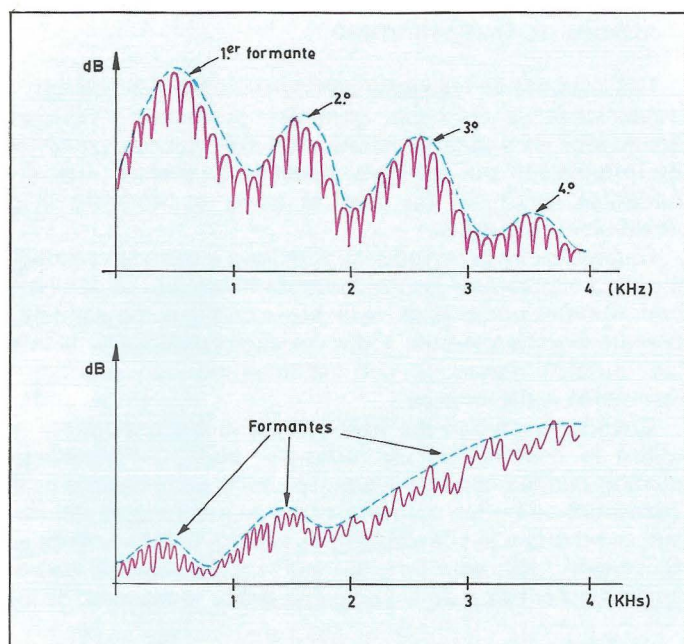 dB
1.er formante
2.º
3.º
4.º
1
2
3
4
(KHz)
dB
Formantes
1
2
3
4
(KHs)